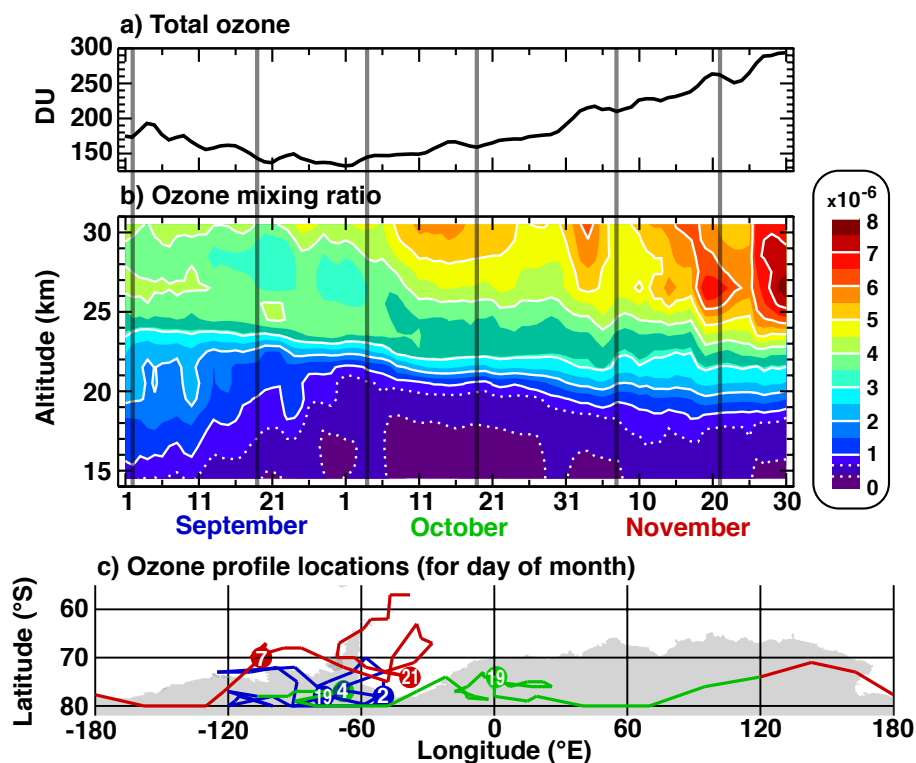 a) Total ozone
300
250
200
150
DU
b) Ozone mixing ratio
30
25
20
15
Altitude (km)
1 11 21 1 11 21 31 10 20 30
September October November
x10-6
8
7
6
5
4
3
2
1
0
c) Ozone profile locations (for day of month)
60
70
80
Latitude (°S)
7 19 4 2 21 19
-180 -120 -60 0 60 120 180
Longitude (°E)